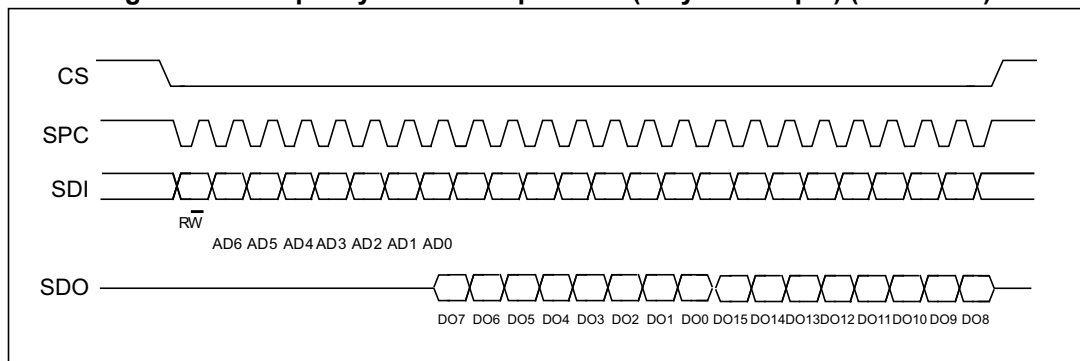 CS
SPC
SDI
RW
AD6 AD5 AD4 AD3 AD2 AD1 AD0
SDO
DO7 DO6 DO5 DO4 DO3 DO2 DO1 DO0 DO15 DO14 DO13 DO12 DO11 DO10 DO9 DO8